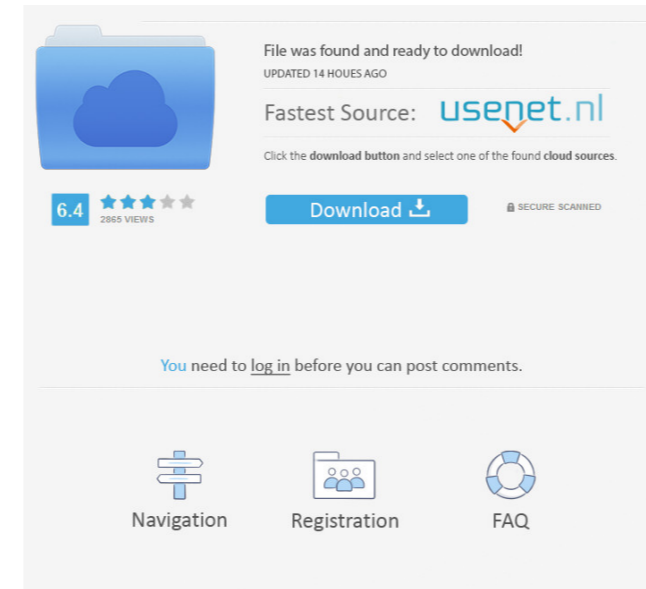 File was found and ready to download!
UPDATED 14 HOUES AGO
Fastest Source: usenet.nl
Click the download button and select one of the found cloud sources.
6.4
2865 VIEWS
Download
SECURE SCANNED
You need to log in before you can post comments.
Navigation
Registration
FAQ